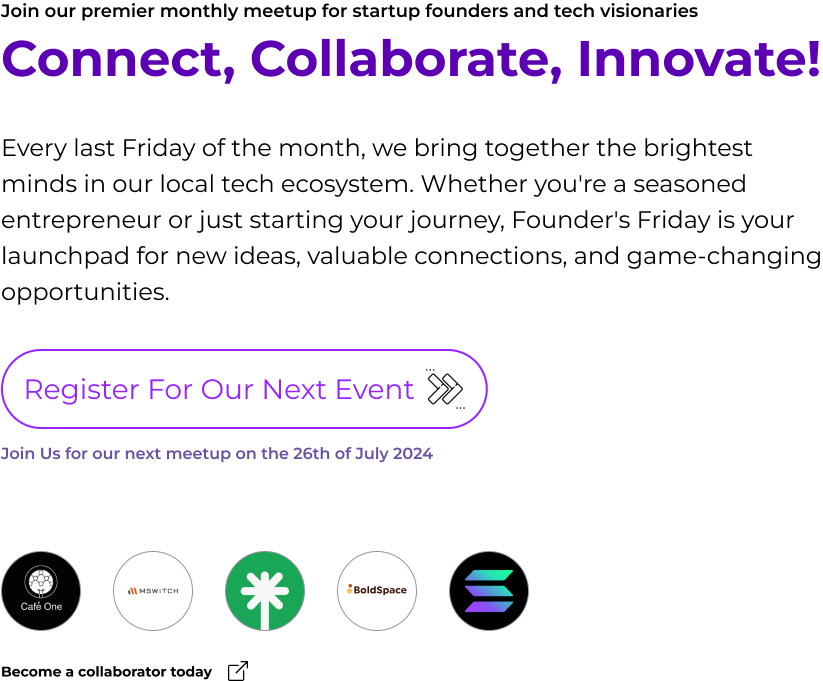 Join our premier monthly meetup for startup founders and tech visionaries
Connect, Collaborate, Innovate!
Every last Friday of the month, we bring together the brightest
minds in our local tech ecosystem. Whether you're a seasoned
entrepreneur or just starting your journey, Founder's Friday is your
launchpad for new ideas, valuable connections, and game-changing
opportunities.
Register For Our Next Event
Join Us for our next meetup on the 26th of July 2024
Café One
MSWiTCH
BoldSpace
Become a collaborator today